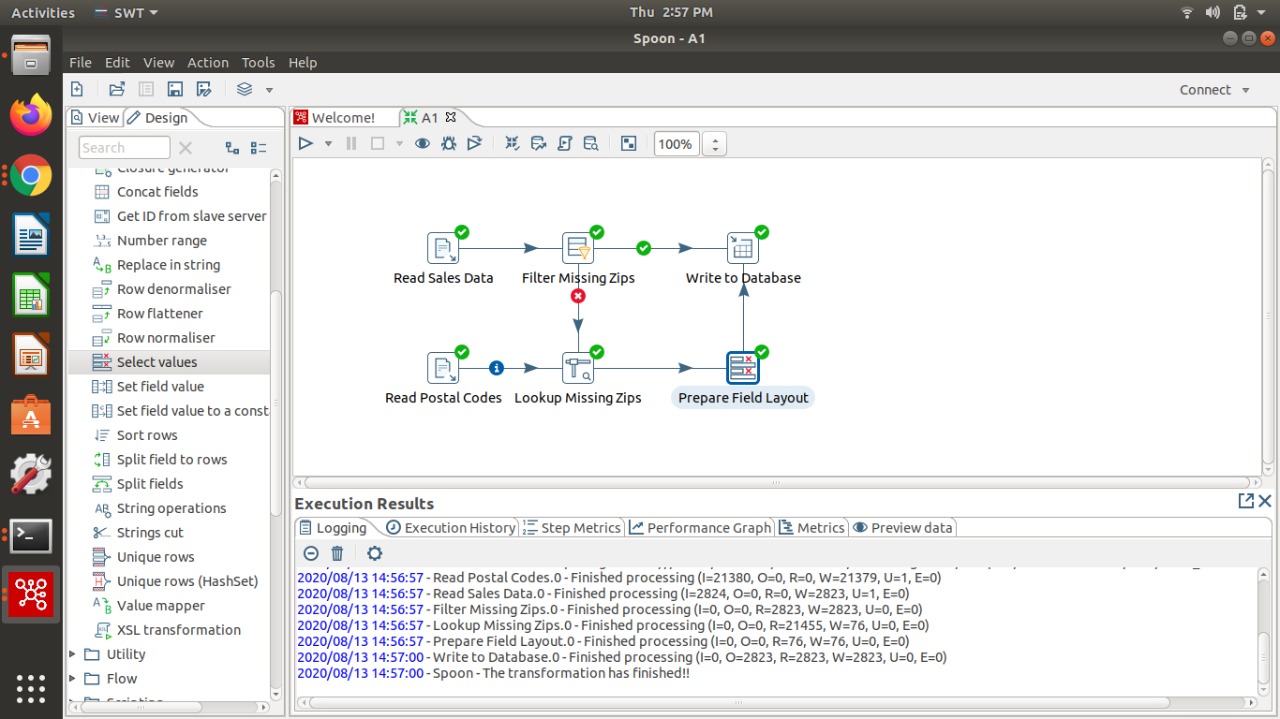 Activities SWT Thu 2:57 PM
Spoon - A1
File Edit View Action Tools Help
Connect
View Design
Welcome! A1
Search
100%
Closure generator
Concat fields
Get ID from slave server
Number range
Replace in string
Row denormaliser
Row flattener
Row normaliser
Select values
Set field value
Set field value to a const
Sort rows
Split field to rows
Split fields
String operations
Strings cut
Unique rows
Unique rows (HashSet)
Value mapper
XSL transformation
Utility
Flow
Scripting
Read Sales Data Filter Missing Zips Write to Database
Read Postal Codes Lookup Missing Zips Prepare Field Layout
Execution Results
Logging Execution History Step Metrics Performance Graph Metrics Preview data
2020/08/13 14:56:57 - Read Postal Codes.0 - Finished processing (I=21380, O=0, R=0, W=21379, U=1, E=0)
2020/08/13 14:56:57 - Read Sales Data.0 - Finished processing (I=2824, O=0, R=0, W=2823, U=1, E=0)
2020/08/13 14:56:57 - Filter Missing Zips.0 - Finished processing (I=0, O=0, R=2823, W=2823, U=0, E=0)
2020/08/13 14:56:57 - Lookup Missing Zips.0 - Finished processing (I=0, O=0, R=21455, W=76, U=0, E=0)
2020/08/13 14:56:57 - Prepare Field Layout.0 - Finished processing (I=0, O=0, R=76, W=76, U=0, E=0)
2020/08/13 14:57:00 - Write to Database.0 - Finished processing (I=0, O=2823, R=2823, W=2823, U=0, E=0)
2020/08/13 14:57:00 - Spoon - The transformation has finished!!